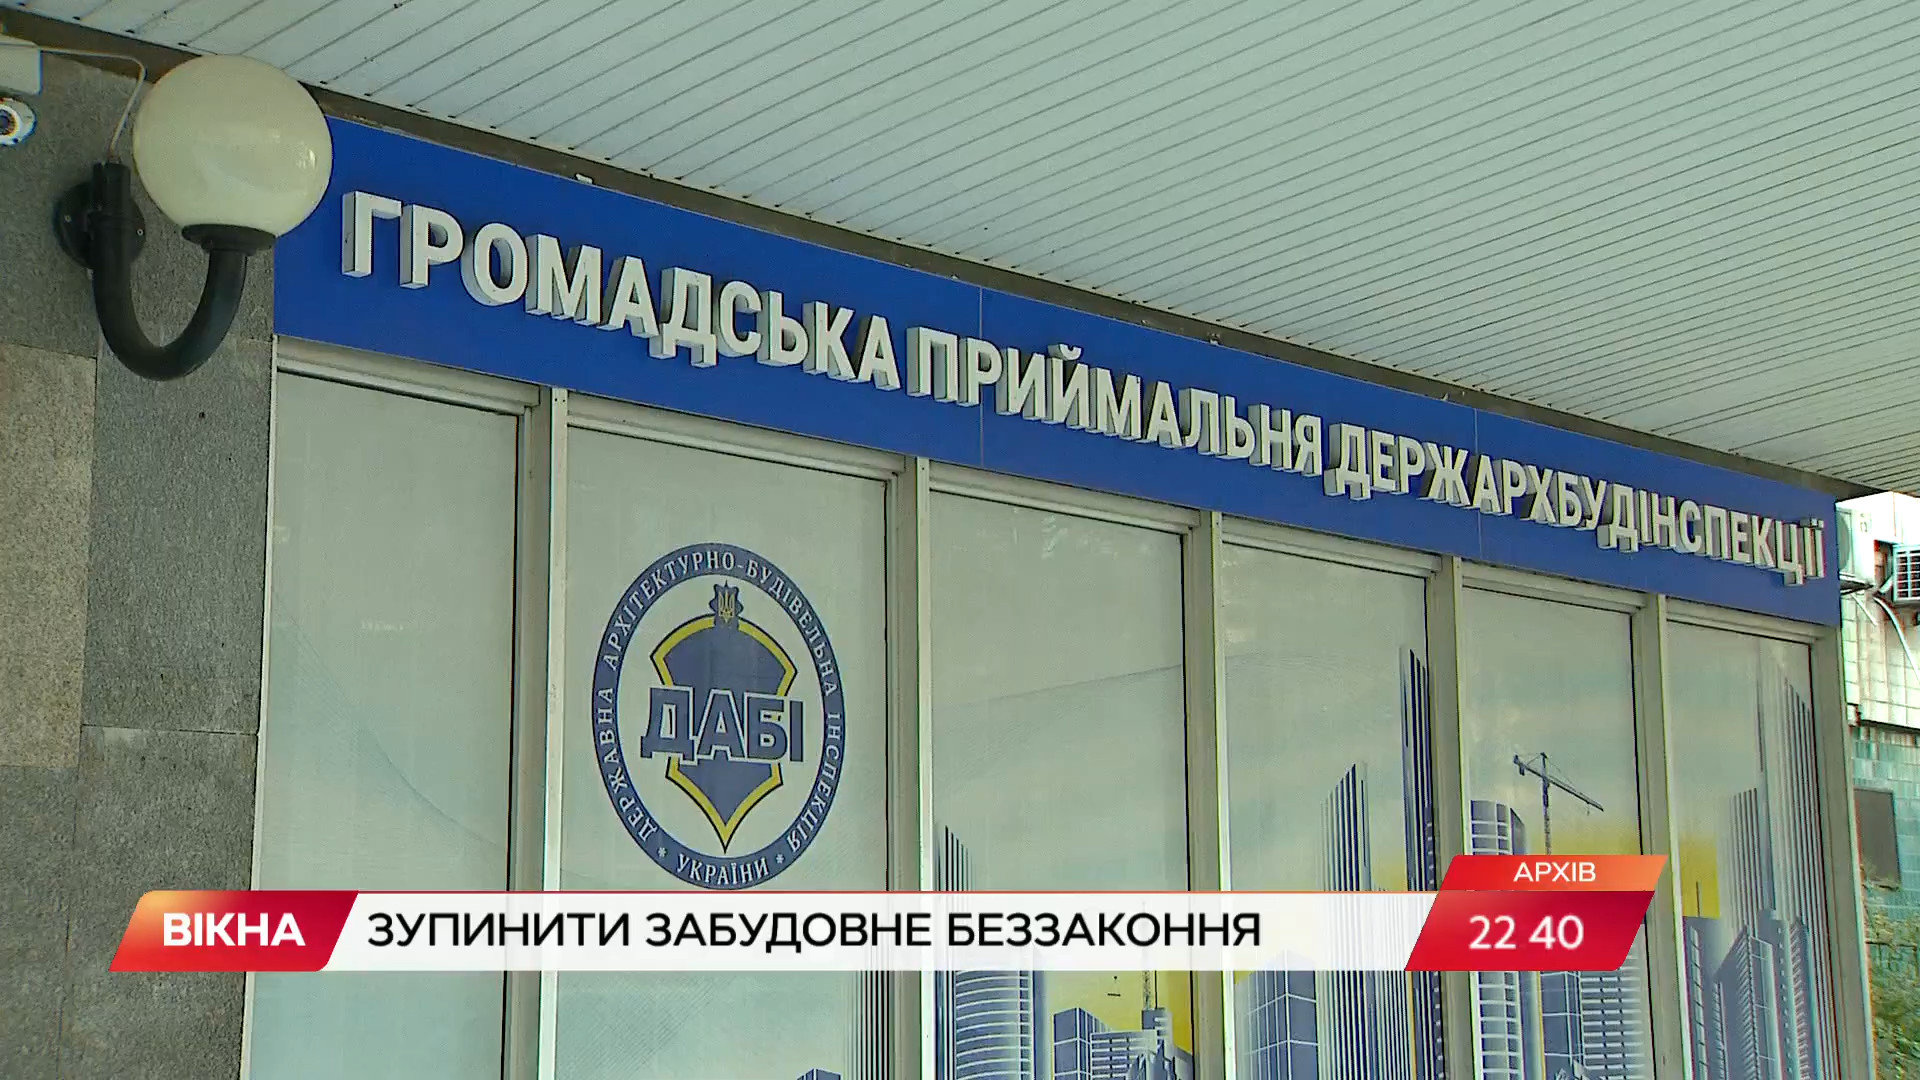 ГРОМАДСЬКА ПРИЙМАЛЬНЯ ДЕРЖАРХБУДІНСПЕКЦІЇ
ДЕРЖАВНА АРХІТЕКТУРНО-БУДІВЕЛЬНА ІНСПЕКЦІЯ
* УКРАЇНИ *
ДАБІ
АРХІВ
ВІКНА ЗУПИНИТИ ЗАБУДОВНЕ БЕЗЗАКОННЯ 22 40